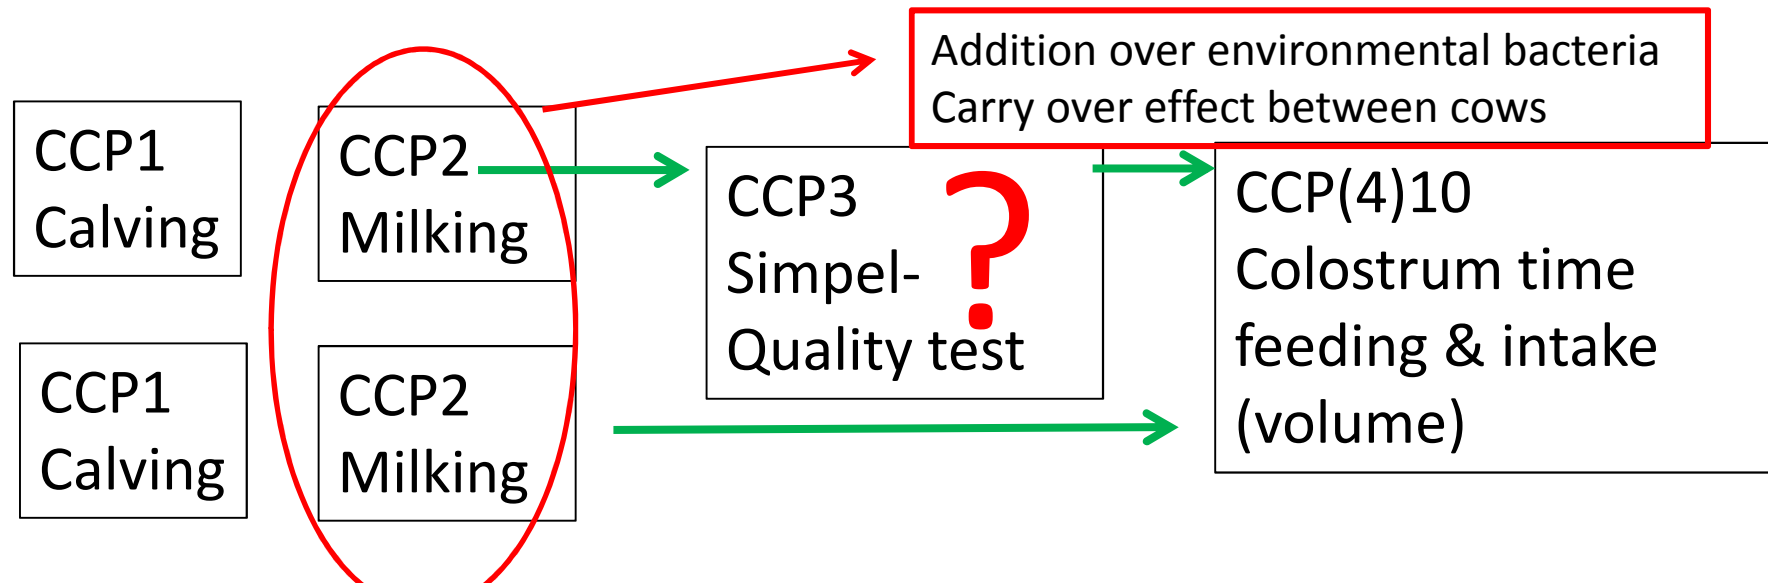 Addition over environmental bacteria
Carry over effect between cows
CCP1
Calving
CCP2
Milking
CCP3
Simpel-
Quality test
?
CCP(4)10
Colostrum time
feeding & intake
(volume)
CCP1
Calving
CCP2
Milking